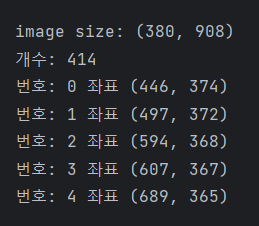 image size: (380, 908)
개수: 414
번호: 0 좌표 (446, 374)
번호: 1 좌표 (497, 372)
번호: 2 좌표 (594, 368)
번호: 3 좌표 (607, 367)
번호: 4 좌표 (689, 365)